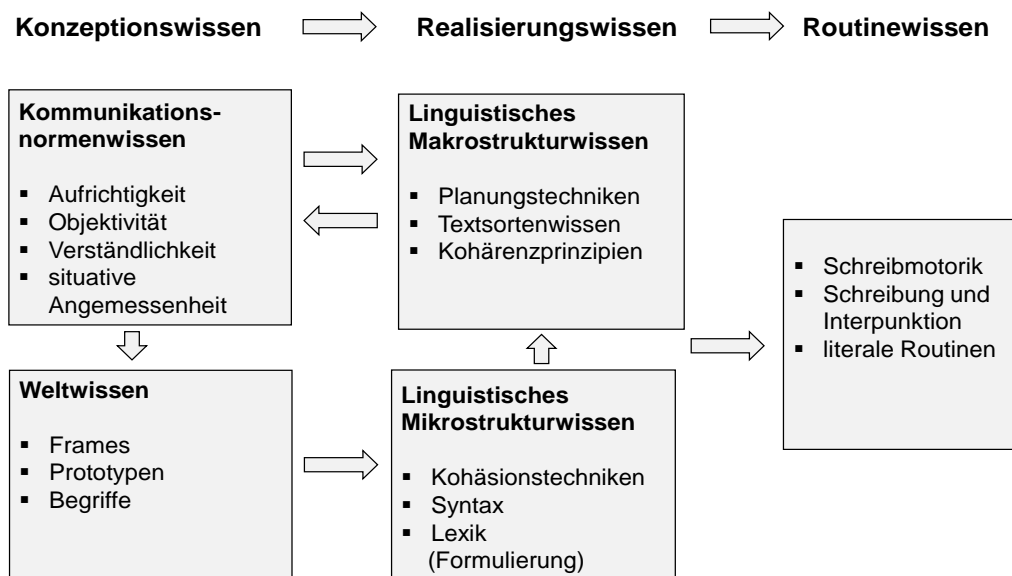 Konzeptionswissen
Realisierungswissen
Routinewissen
Kommunikations-
normenwissen
▪ Aufrichtigkeit
▪ Objektivität
▪ Verständlichkeit
▪ situative
Angemessenheit
Linguistisches
Makrostrukturwissen
▪ Planungstechniken
▪ Textsortenwissen
▪ Kohärenzprinzipien
Weltwissen
▪ Frames
▪ Prototypen
▪ Begriffe
Linguistisches
Mikrostrukturwissen
▪ Kohäsionstechniken
▪ Syntax
▪ Lexik
(Formulierung)
▪ Schreibmotorik
▪ Schreibung und
Interpunktion
▪ literale Routinen